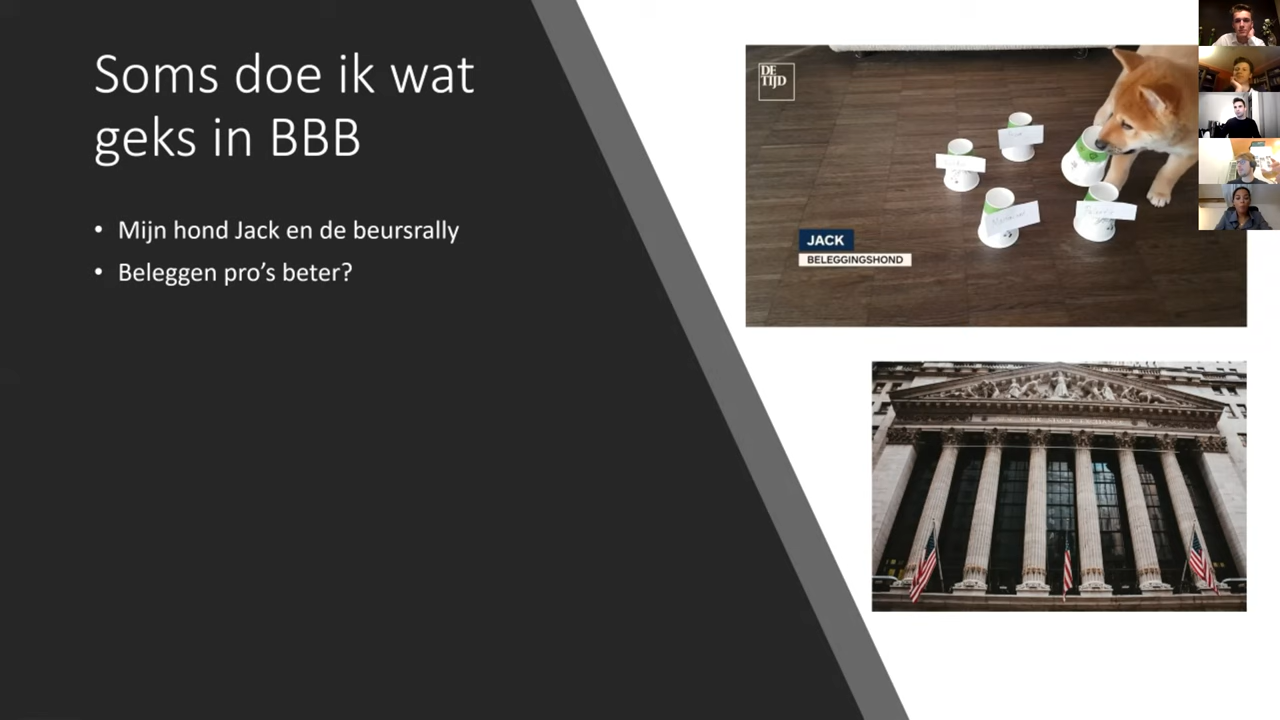 Soms doe ik wat
geks in BBB
• Mijn hond Jack en de beursrally
• Beleggen pro's beter?
DE
TIJD
JACK
BELEGGINGSHOND